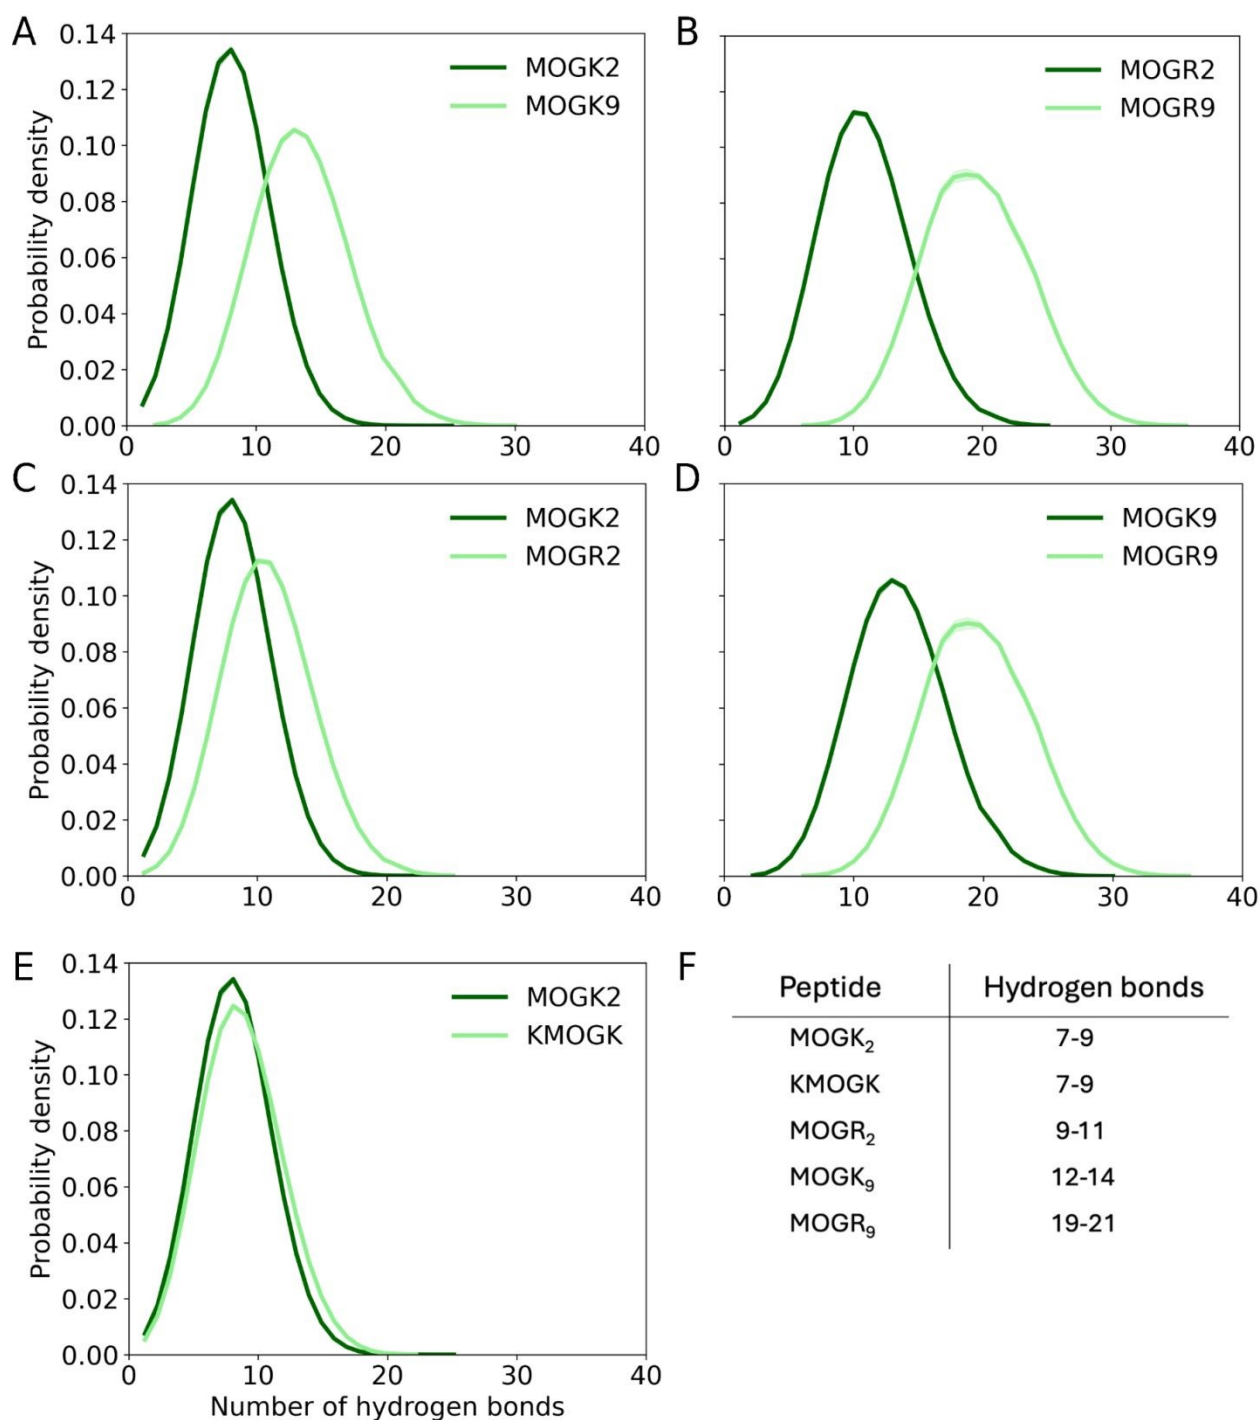 A
0.14
0.12
0.10
0.08
0.06
0.04
0.02
0.00
Probability density
MOGK2
MOGK9
0 10 20 30 40
B
MOGR2
MOGR9
0 10 20 30 40
C
0.14
0.12
0.10
0.08
0.06
0.04
0.02
0.00
Probability density
MOGK2
MOGR2
0 10 20 30 40
D
MOGK9
MOGR9
0 10 20 30 40
E
0.14
0.12
0.10
0.08
0.06
0.04
0.02
0.00
Probability density
MOGK2
KMOGK
0 10 20 30 40
Number of hydrogen bonds
F
Peptide Hydrogen bonds
MOGK₂ 7-9
KMOGK 7-9
MOGR₂ 9-11
MOGK₉ 12-14
MOGR₉ 19-21